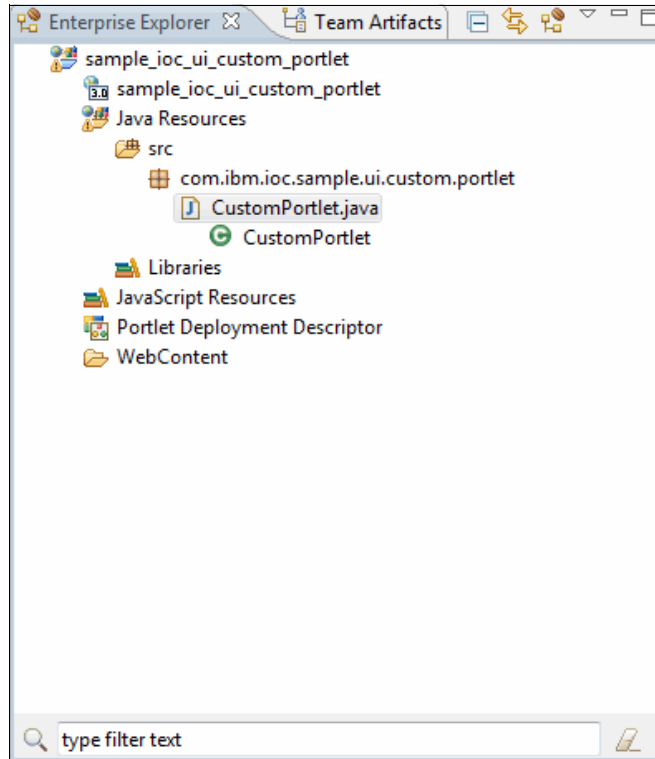 Enterprise Explorer Team Artifacts
sample_ioc_ui_custom_portlet
3.0 sample_ioc_ui_custom_portlet
Java Resources
src
com.ibm.ioc.sample.ui.custom.portlet
J CustomPortlet.java
C CustomPortlet
Libraries
JavaScript Resources
Portlet Deployment Descriptor
WebContent
type filter text